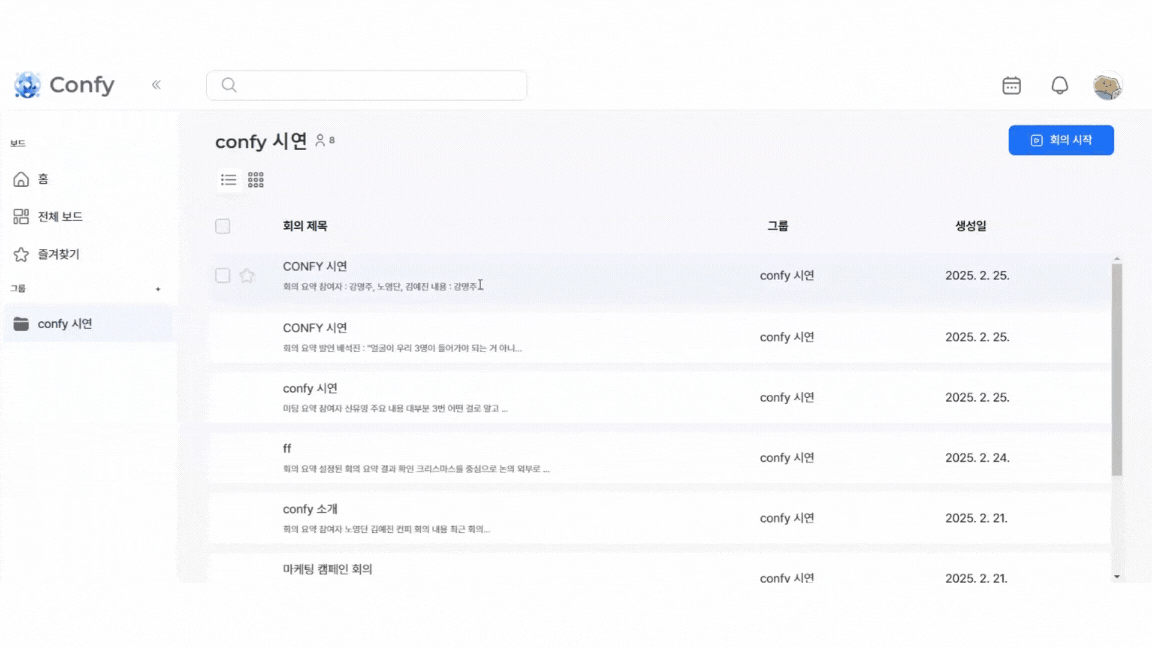 Confy
보드
홈
전체 보드
즐겨찾기
그룹 +
confy 시연
confy 시연 8
회의 시작
회의 제목 그룹 생성일
CONFY 시연 confy 시연 2025. 2. 25.
회의 요약 참여자 : 강명주, 노영단, 김예진 내용 : 강명주
CONFY 시연 confy 시연 2025. 2. 25.
회의 요약 발언 배석진 : "얼굴이 우리 3명이 들어가야 되는 거 아니...
confy 시연 confy 시연 2025. 2. 25.
미팅 요약 참여자 신유영 주요 내용 대부분 3번 어떤 걸로 알고 ...
ff confy 시연 2025. 2. 24.
회의 요약 설정된 회의 요약 결과 확인 크리스마스를 중심으로 논의 외부로 ...
confy 소개 confy 시연 2025. 2. 21.
회의 요약 참여자 노영단 김예진 컨피 회의 내용 최근 회의...
마케팅 캠페인 회의 confy 시연 2025. 2. 21.